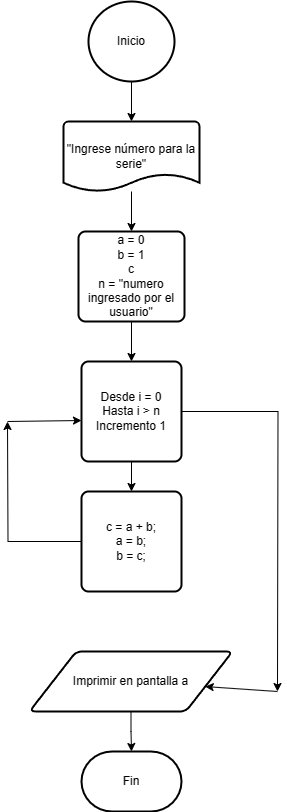 Inicio
"Ingrese número para la
serie"
a = 0
b = 1
c
n = "numero
ingresado por el
usuario"
Desde i = 0
Hasta i > n
Incremento 1
c = a + b;
a = b;
b = c;
Imprimir en pantalla a
Fin